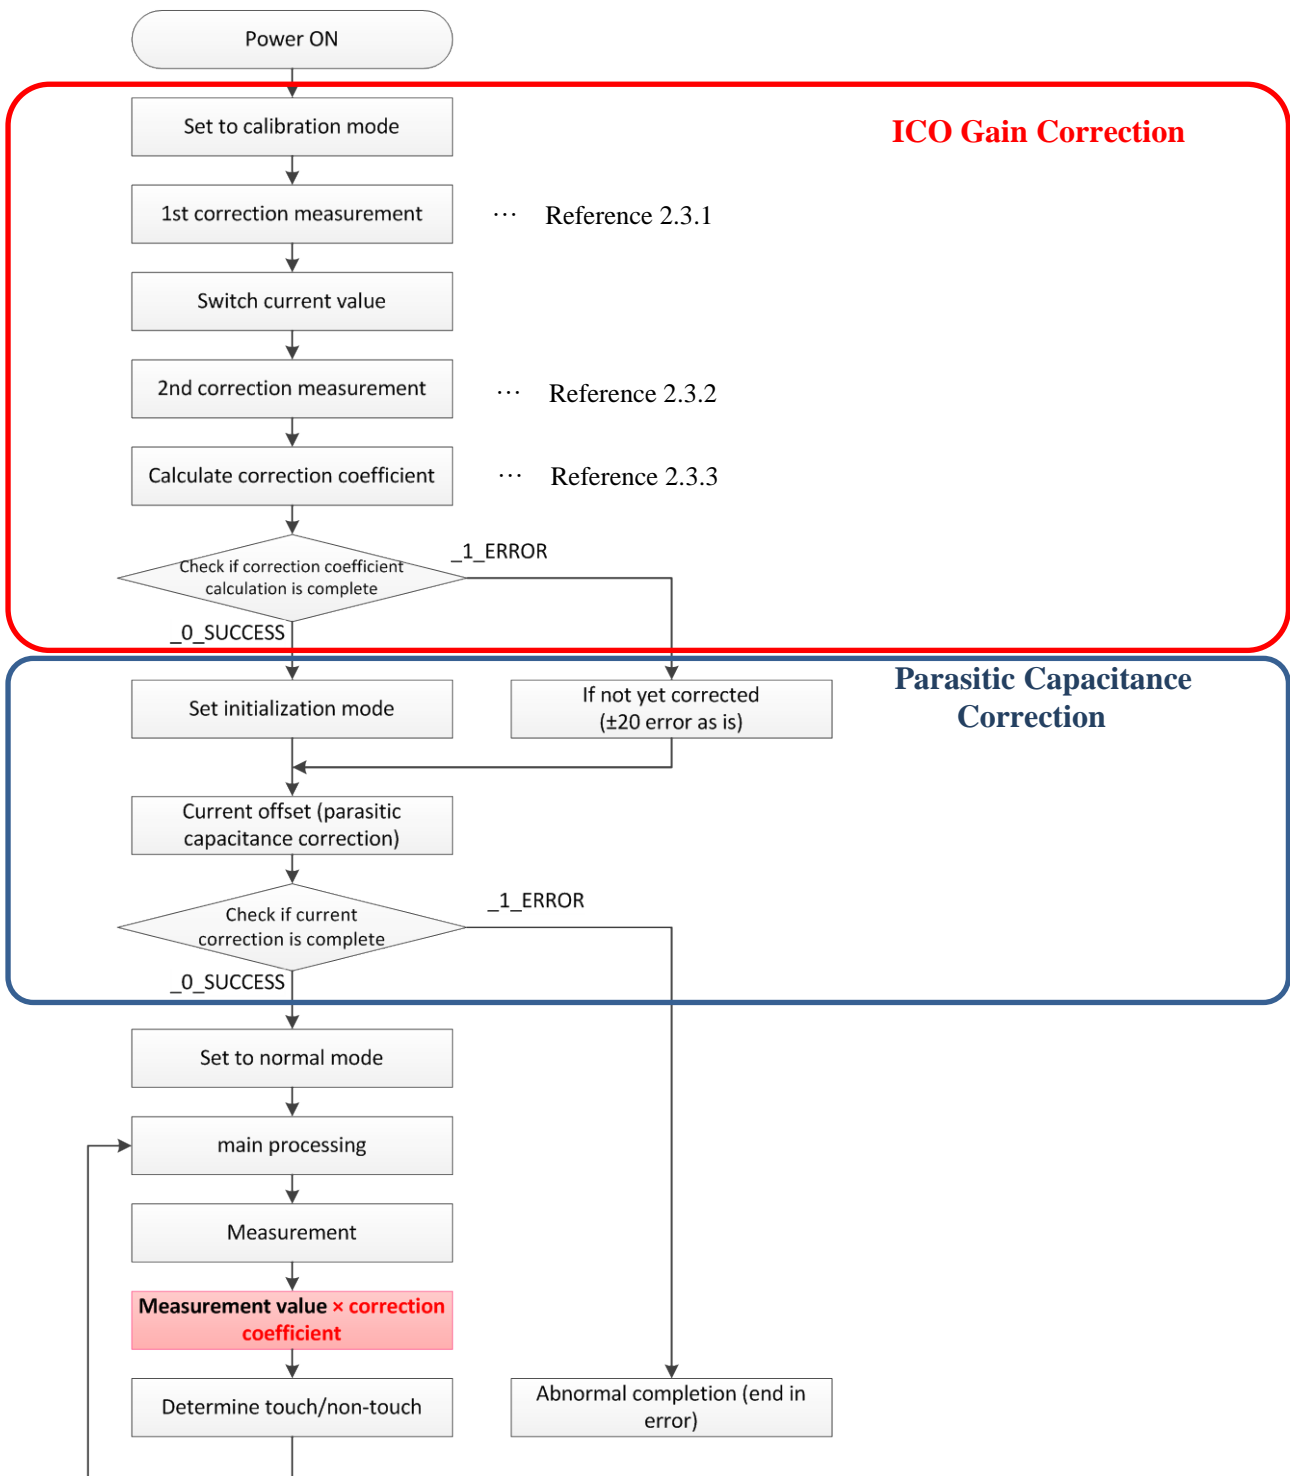 Power ON
ICO Gain Correction
Set to calibration mode
1st correction measurement
… Reference 2.3.1
Switch current value
2nd correction measurement
… Reference 2.3.2
Calculate correction coefficient
… Reference 2.3.3
Check if correction coefficient
calculation is complete
_1_ERROR
_0_SUCCESS
Parasitic Capacitance
Correction
Set initialization mode
If not yet corrected
(±20 error as is)
Current offset (parasitic
capacitance correction)
Check if current
correction is complete
_1_ERROR
_0_SUCCESS
Set to normal mode
main processing
Measurement
Measurement value × correction
coefficient
Determine touch/non-touch
Abnormal completion (end in
error)